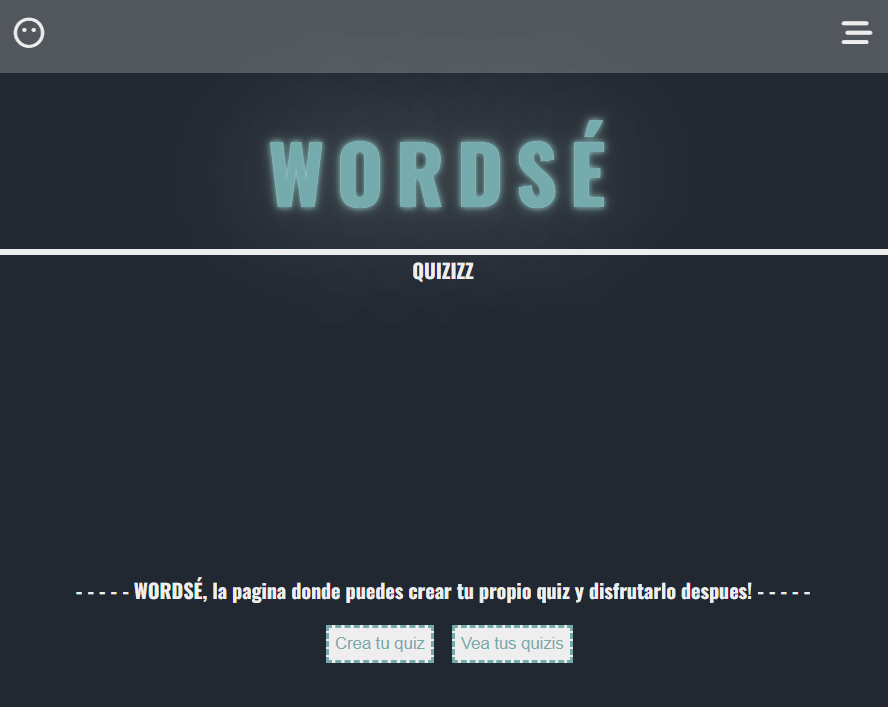 WORDSÉ
QUIZIZZ
- - - - - WORDSÉ, la pagina donde puedes crear tu propio quiz y disfrutarlo despues! - - - - -
Crea tu quiz
Vea tus quizis